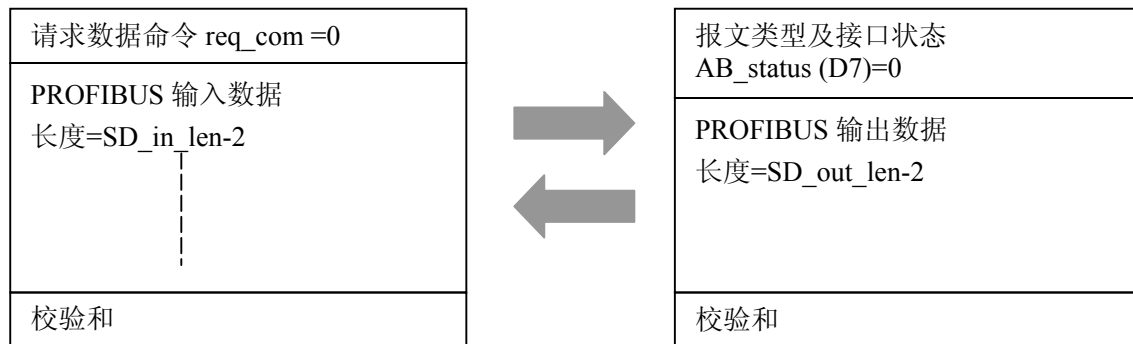 请求数据命令 req_com =0
PROFIBUS 输入数据
长度=SD_in_len-2
校验和
报文类型及接口状态
AB_status (D7)=0
PROFIBUS 输出数据
长度=SD_out_len-2
校验和